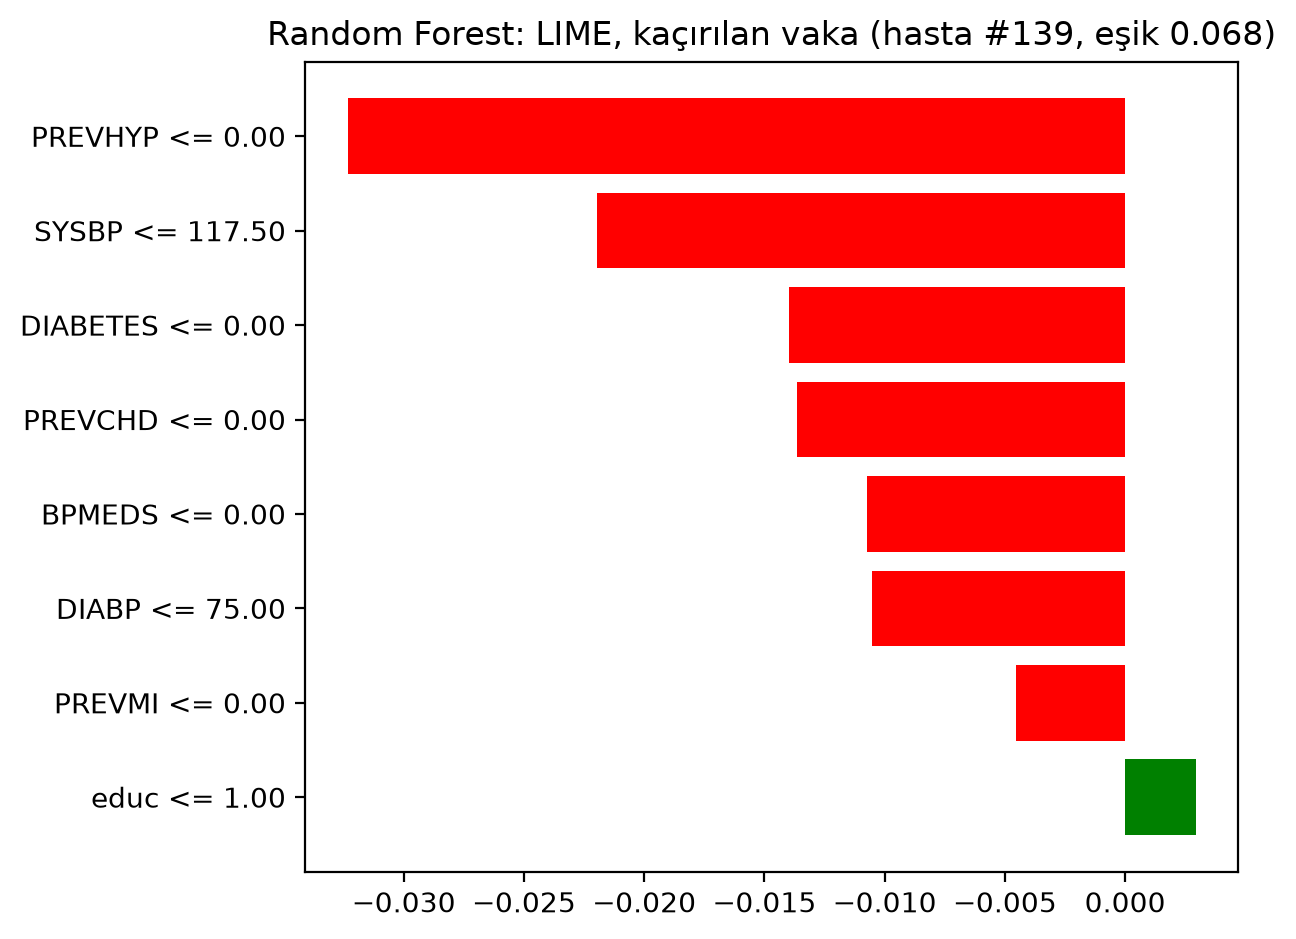 Random Forest: LIME, kaçırılan vaka (hasta #139, eşik 0.068)
PREVHYP <= 0.00
SYSBP <= 117.50
DIABETES <= 0.00
PREVCHD <= 0.00
BPMEDS <= 0.00
DIABP <= 75.00
PREVMI <= 0.00
educ <= 1.00
−0.030 −0.025 −0.020 −0.015 −0.010 −0.005 0.000